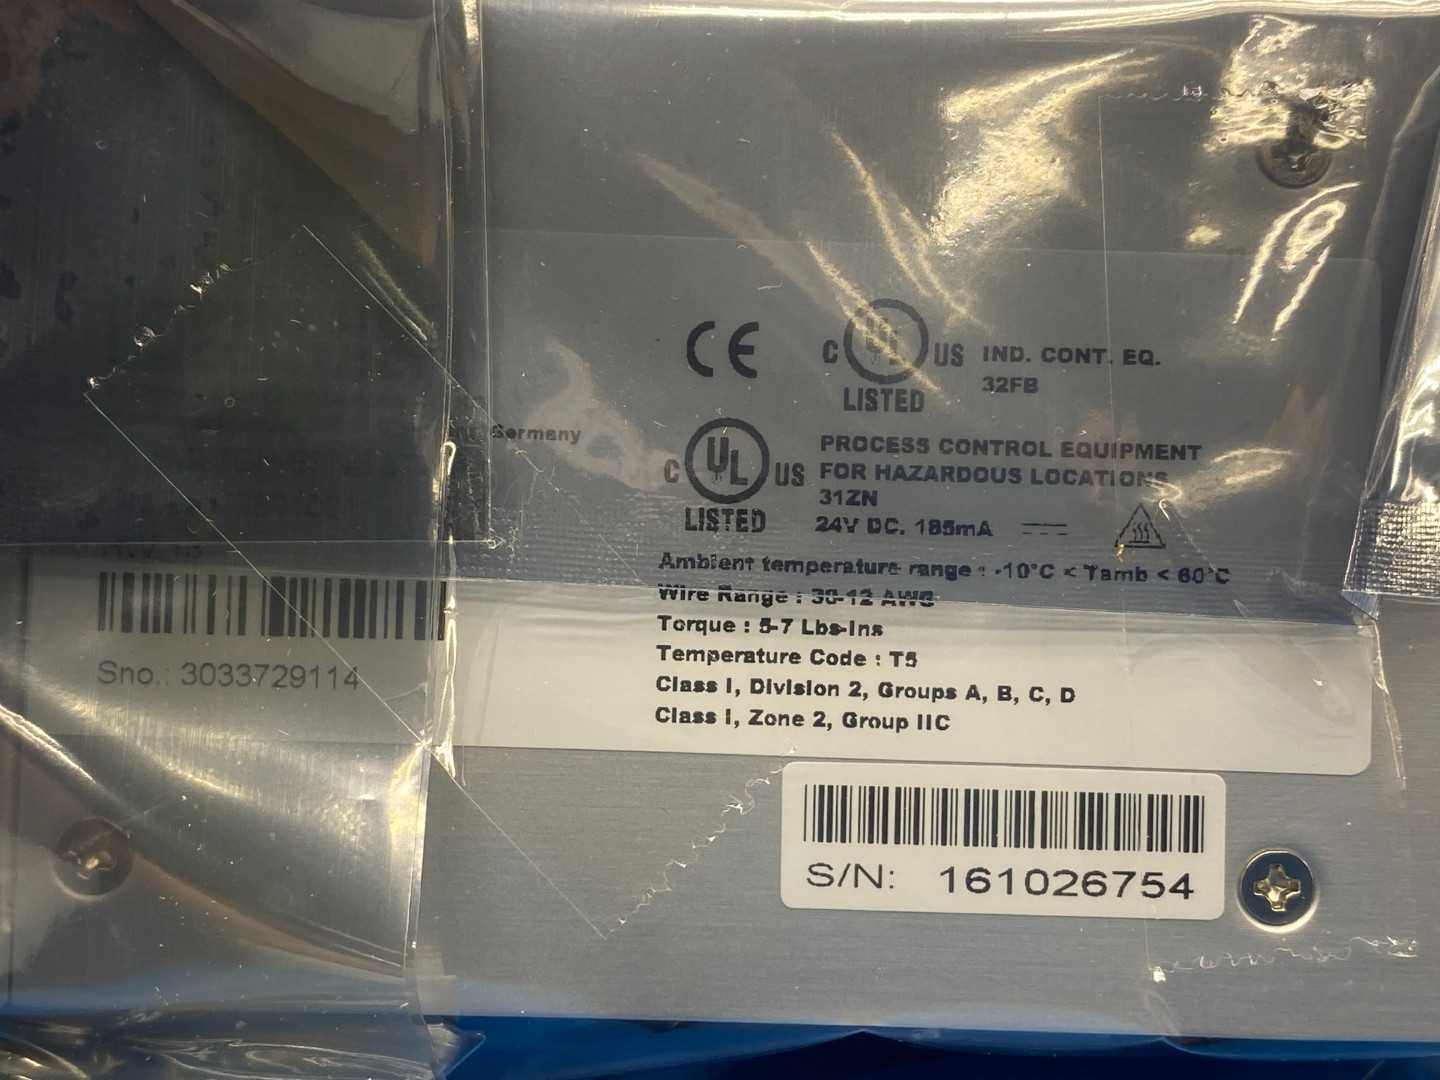 CE
C UL US
LISTED
IND. CONT. EQ.
32FB
Germany
C UL US
LISTED
PROCESS CONTROL EQUIPMENT
FOR HAZARDOUS LOCATIONS
31ZN
24V DC. 185mA
Ambient temperature range : -10°C < Tamb < 60°C
Wire Range : 30-12 AWG
Torque : 5-7 Lbs-Ins
Temperature Code : T5
Class I, Division 2, Groups A, B, C, D
Class I, Zone 2, Group IIC
Sno.: 3033729114
S/N: 161026754